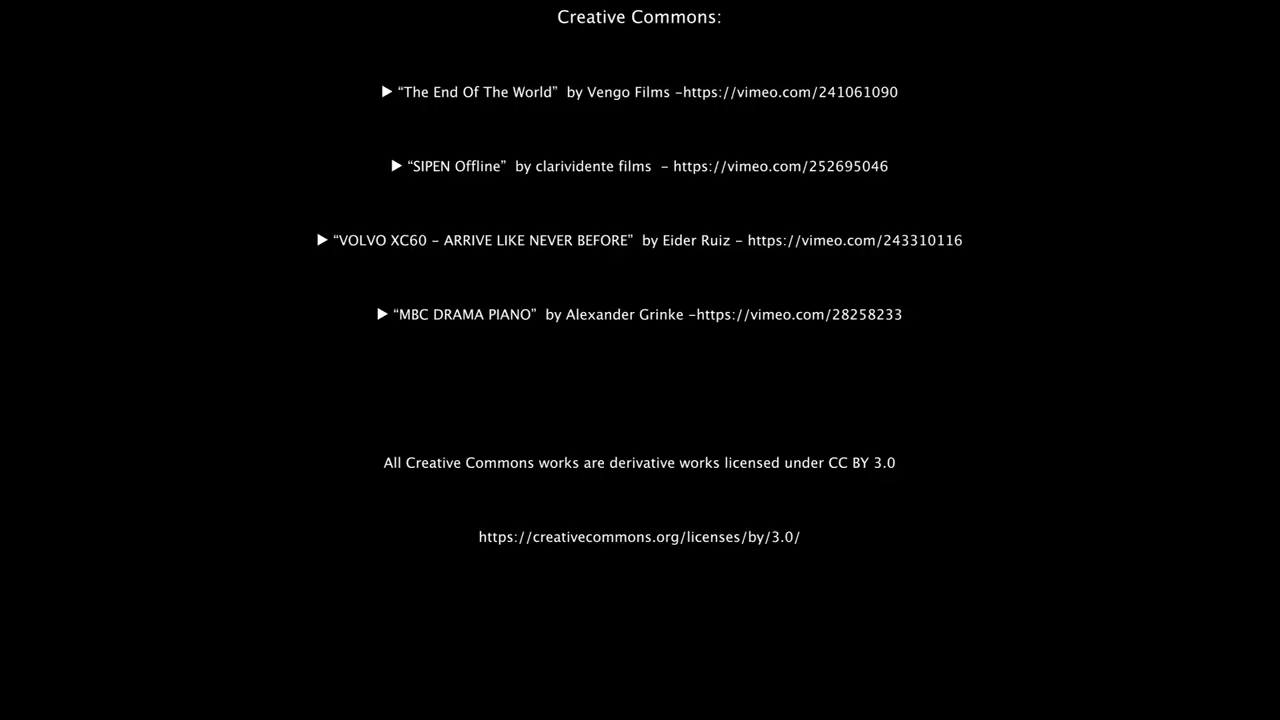 Creative Commons:
▶ “The End Of The World”  by Vengo Films –https://vimeo.com/241061090
▶ “SIPEN Offline”  by clarividente films  – https://vimeo.com/252695046
▶ “VOLVO XC60 – ARRIVE LIKE NEVER BEFORE”  by Eider Ruiz – https://vimeo.com/243310116
▶ “MBC DRAMA PIANO”  by Alexander Grinke –https://vimeo.com/28258233
All Creative Commons works are derivative works licensed under CC BY 3.0
https://creativecommons.org/licenses/by/3.0/